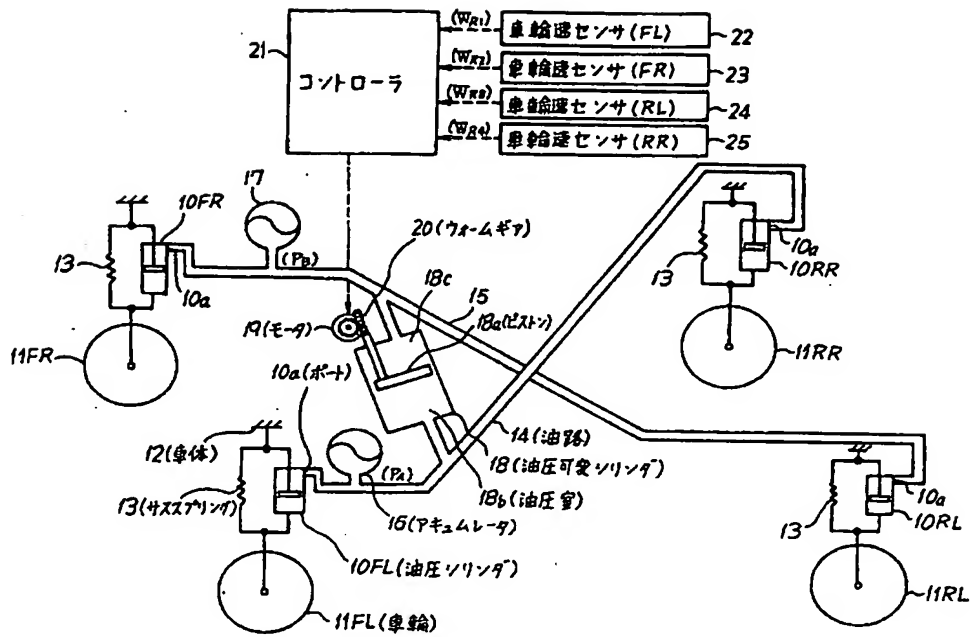 21
コントローラ
(WR1)
車輪速センサ(FL)
22
(WR2)
車輪速センサ(FR)
23
(WR3)
車輪速センサ(RL)
24
(WR4)
車輪速センサ(RR)
25
17
10FR
20(ウォームギア)
(PB)
18c
13
10a
15
18a(ピストン)
19(モータ)
11FR
10a(ポート)
13
10a
10RR
11RR
12(車体)
(PA)
14(油路)
18(油圧可変シリンダ)
18b(油圧室)
13(サススプリング)
16(アキュムレータ)
10FL(油圧シリンダ)
11FL(車輪)
13
10a
10RL
11RL